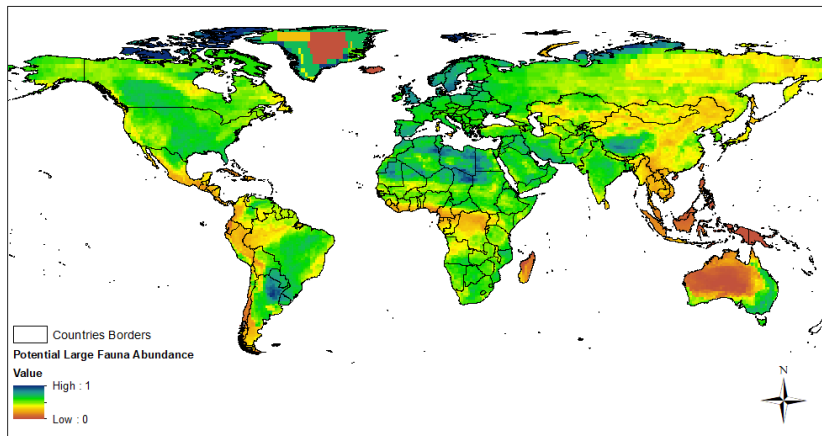 Countries Borders
Potential Large Fauna Abundance
Value
High : 1
Low : 0
N